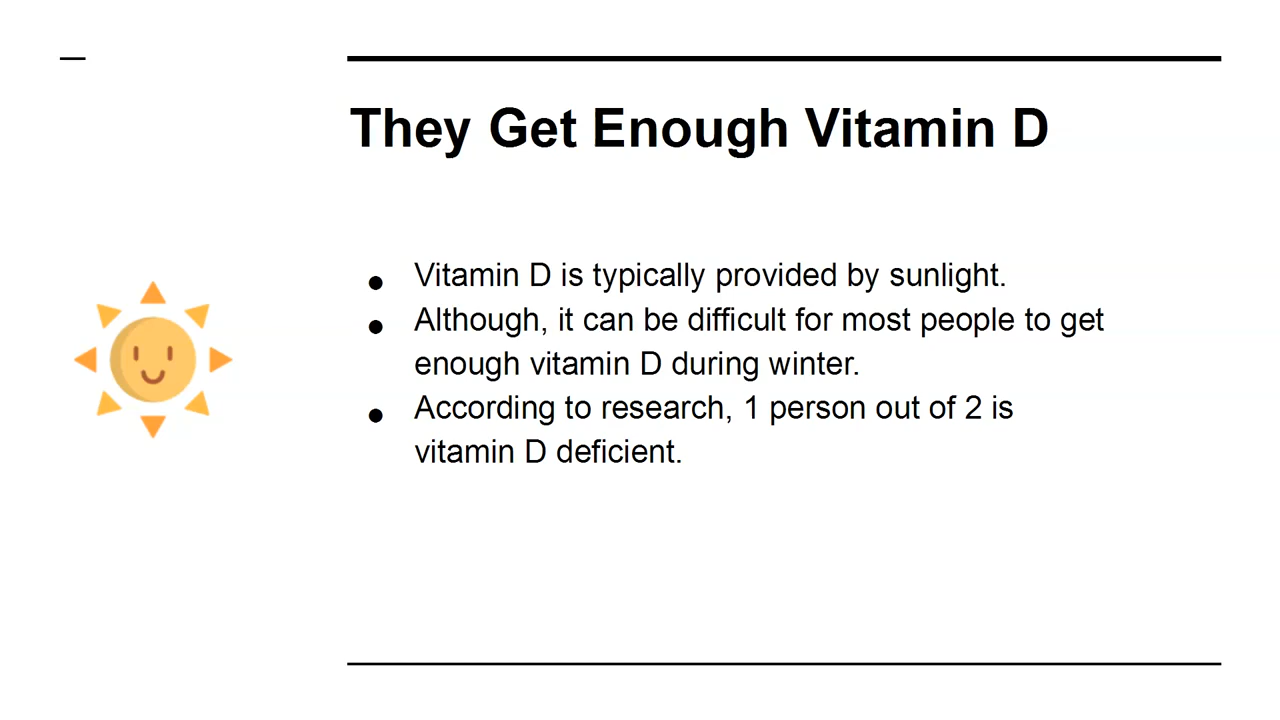 They Get Enough Vitamin D
● Vitamin D is typically provided by sunlight.
● Although, it can be difficult for most people to get
enough vitamin D during winter.
● According to research, 1 person out of 2 is
vitamin D deficient.